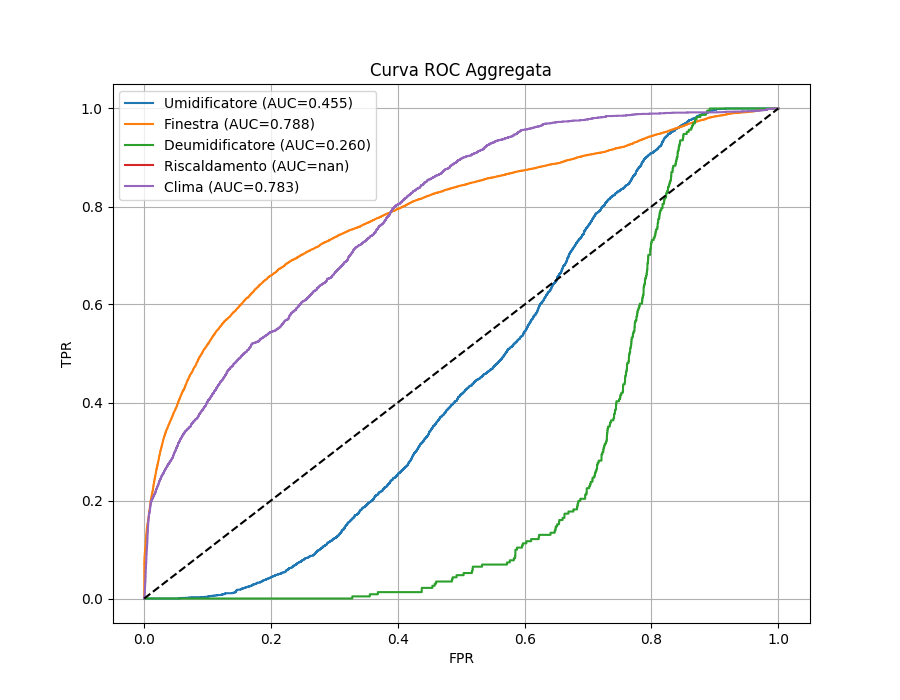 Curva ROC Aggregata
Umidificatore (AUC=0.455)
Finestra (AUC=0.788)
Deumidificatore (AUC=0.260)
Riscaldamento (AUC=nan)
Clima (AUC=0.783)
1.0
0.8
0.6
0.4
0.2
0.0
TPR
0.0 0.2 0.4 0.6 0.8 1.0
FPR